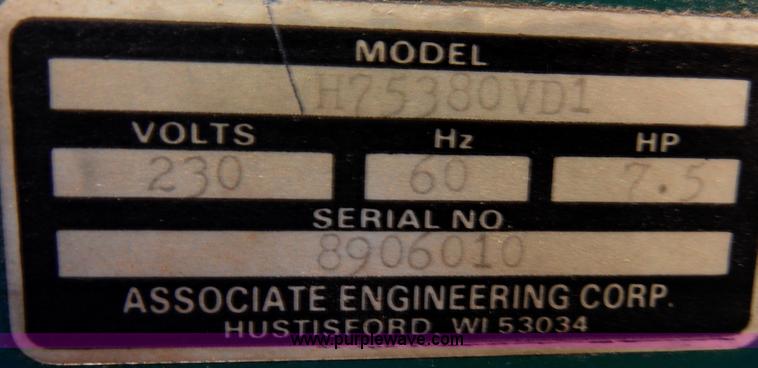 MODEL
H75380VD1
VOLTS Hz HP
230 60 7.5
SERIAL NO.
8906010
ASSOCIATE ENGINEERING CORP.
HUSTISFORD, WI 53034
www.purplewave.com